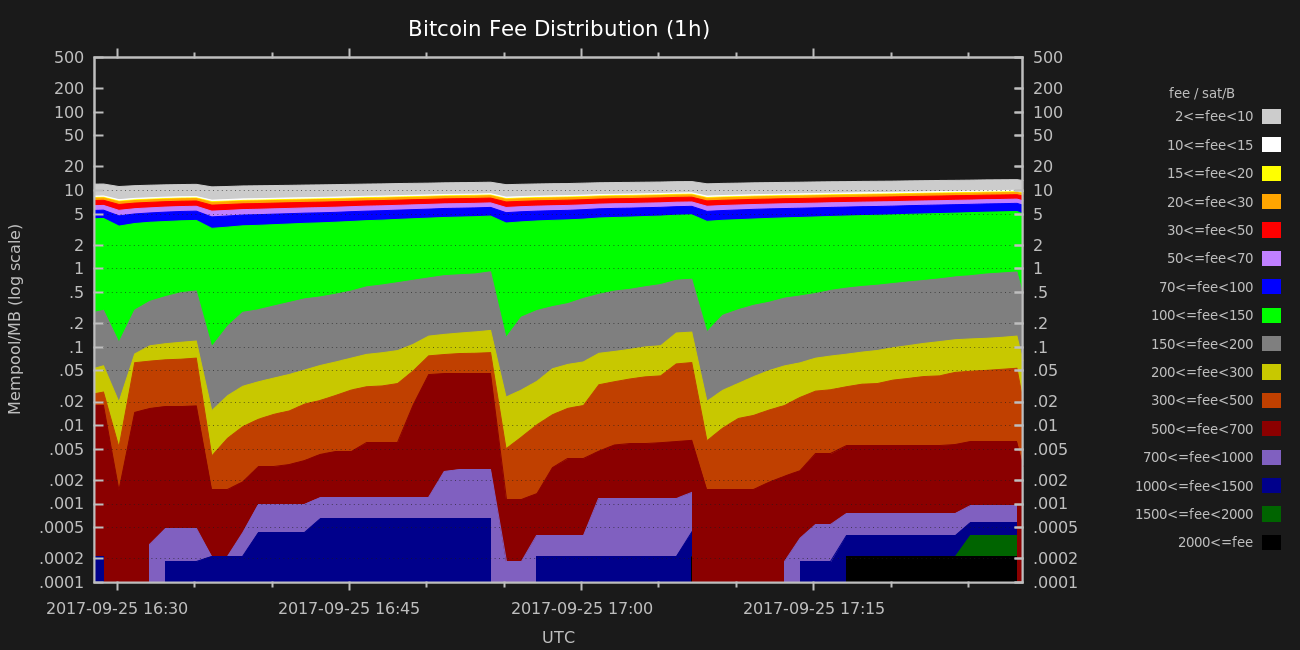 Bitcoin Fee Distribution (1h)
Mempool/MB (log scale)
500
200
100
50
20
10
5
2
1
.5
.2
.1
.05
.02
.01
.005
.002
.001
.0005
.0002
.0001
500
200
100
50
20
10
5
2
1
.5
.2
.1
.05
.02
.01
.005
.002
.001
.0005
.0002
.0001
2017-09-25 16:30 2017-09-25 16:45 2017-09-25 17:00 2017-09-25 17:15
UTC
fee / sat/B
2<=fee<10
10<=fee<15
15<=fee<20
20<=fee<30
30<=fee<50
50<=fee<70
70<=fee<100
100<=fee<150
150<=fee<200
200<=fee<300
300<=fee<500
500<=fee<700
700<=fee<1000
1000<=fee<1500
1500<=fee<2000
2000<=fee